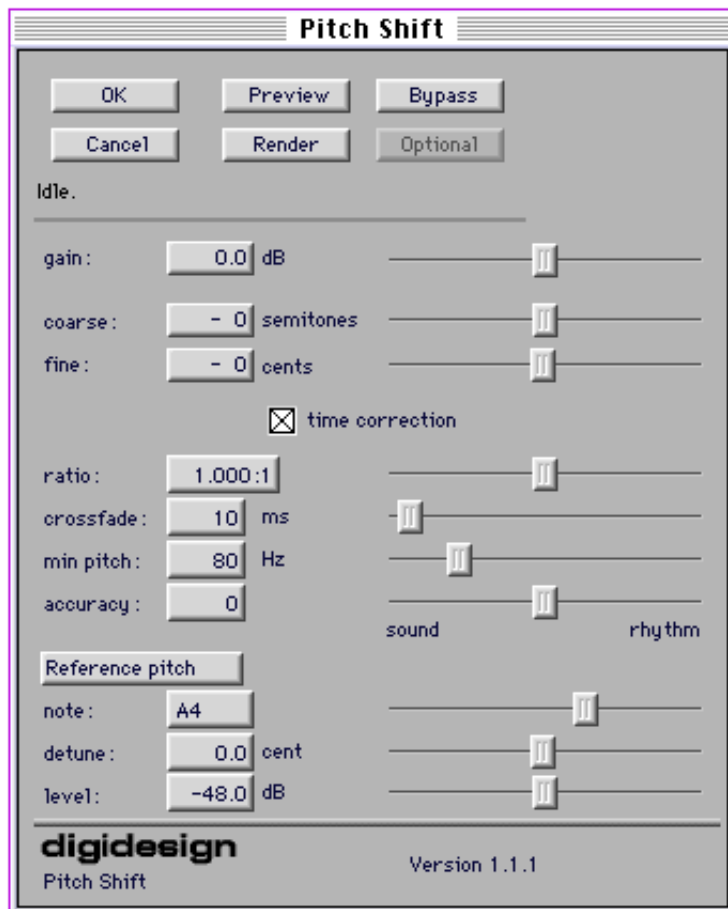 Pitch Shift
OK Preview Bypass
Cancel Render Optional
Idle.
gain: 0.0 dB
coarse: - 0 semitones
fine: - 0 cents
time correction
ratio: 1.000:1
crossfade: 10 ms
min pitch: 80 Hz
accuracy: 0
sound rhythm
Reference pitch
note: A4
detune: 0.0 cent
level: -48.0 dB
digidesign
Pitch Shift Version 1.1.1